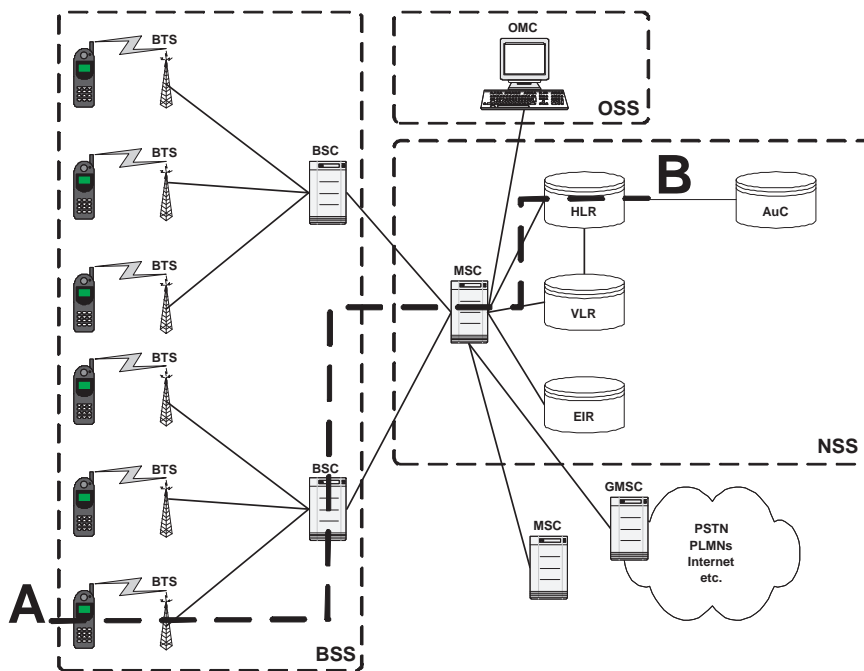 BTS
OMC
OSS
BTS
BSC
B
HLR
AuC
BTS
MSC
VLR
BTS
EIR
NSS
BTS
BSC
GMSC
MSC
PSTN
PLMNs
Internet
etc.
BTS
A
BSS